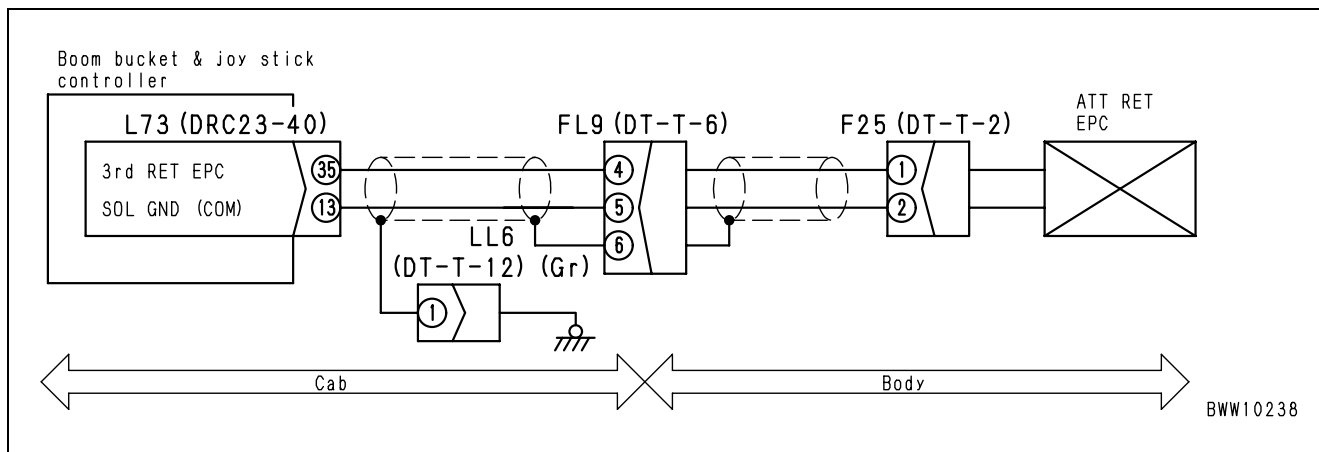 Boom bucket & joy stick
controller
L73 (DRC23-40)
FL9 (DT-T-6)
F25 (DT-T-2)
ATT RET
EPC
3rd RET EPC
35
4
1
SOL GND (COM)
13
5
2
6
LL6
(DT-T-12) (Gr)
1
Cab
Body
BWW10238